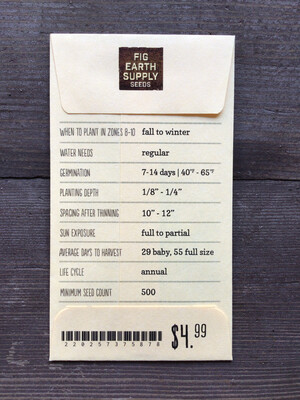 FIG
EARTH
SUPPLY
SEEDS
WHEN TO PLANT IN ZONES 8-10 fall to winter
WATER NEEDS regular
GERMINATION 7-14 days | 40°F - 65°F
PLANTING DEPTH 1/8" - 1/4"
SPACING AFTER THINNING 10" - 12"
SUN EXPOSURE full to partial
AVERAGE DAYS TO HARVEST 29 baby, 55 full size
LIFE CYCLE annual
MINIMUM SEED COUNT 500
$4.99
220257375878